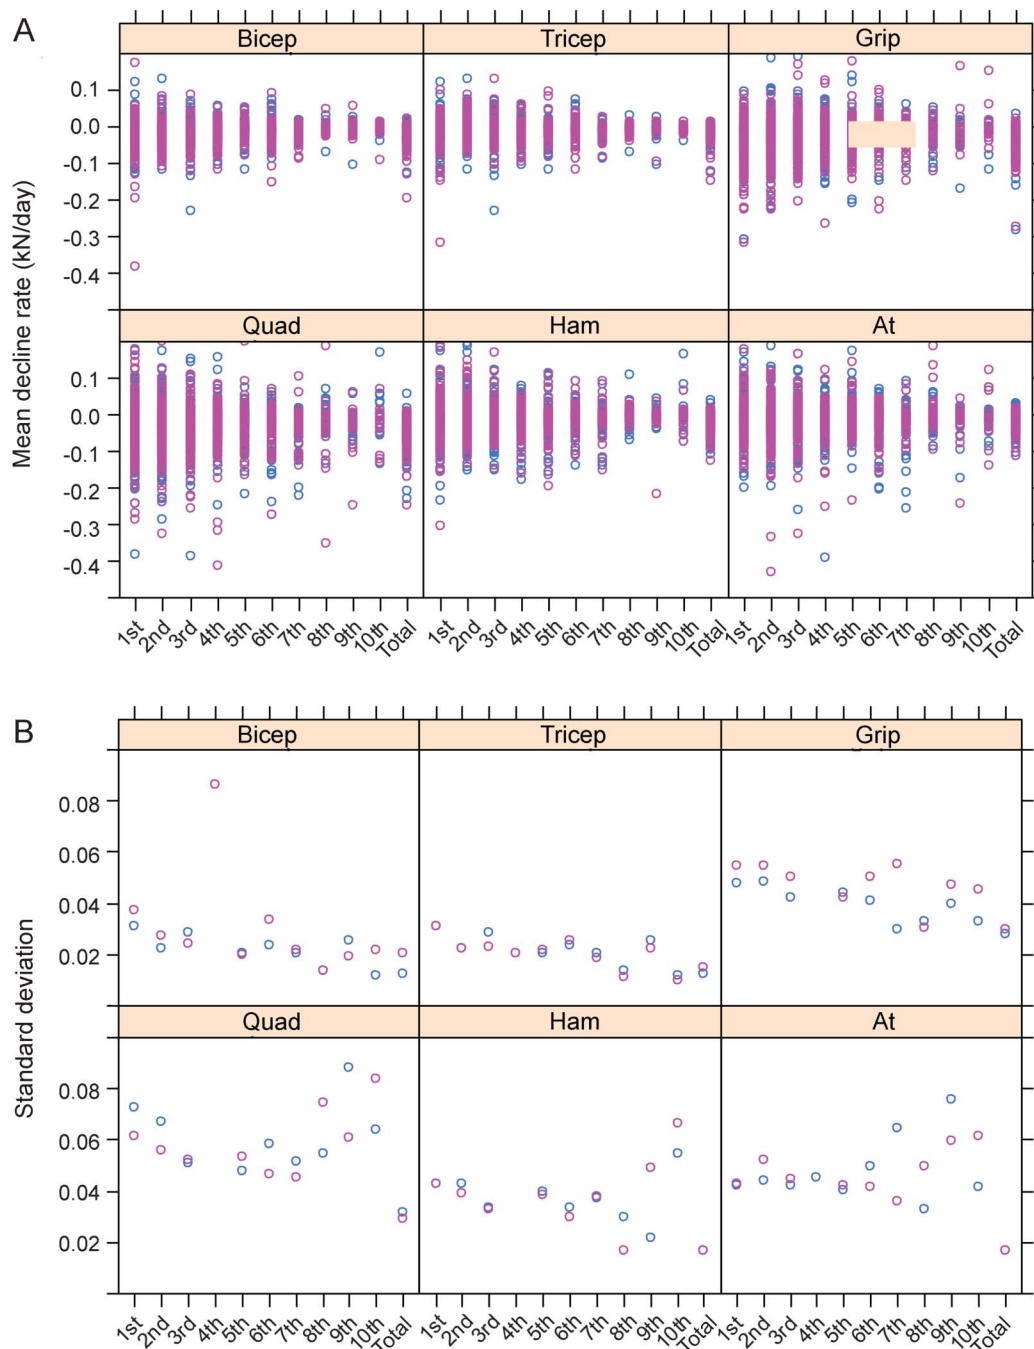 A
Bicep Tricep Grip
0.1
0.0
-0.1
-0.2
-0.3
-0.4
Mean decline rate (kN/day)
Quad Ham At
0.1
0.0
-0.1
-0.2
-0.3
-0.4
1st 2nd 3rd 4th 5th 6th 7th 8th 9th 10th Total 1st 2nd 3rd 4th 5th 6th 7th 8th 9th 10th Total 1st 2nd 3rd 4th 5th 6th 7th 8th 9th 10th Total
B
Bicep Tricep Grip
0.08
0.06
0.04
0.02
Standard deviation
Quad Ham At
0.08
0.06
0.04
0.02
1st 2nd 3rd 4th 5th 6th 7th 8th 9th 10th Total 1st 2nd 3rd 4th 5th 6th 7th 8th 9th 10th Total 1st 2nd 3rd 4th 5th 6th 7th 8th 9th 10th Total